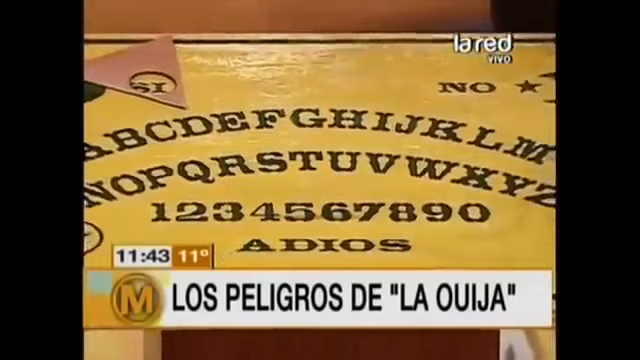 la red
VIVO
SI NO
ABCDEFGHIJKLM
NOPQRSTUVWXYZ
1234567890
ADIOS
11:43 11°
M LOS PELIGROS DE "LA OUIJA"